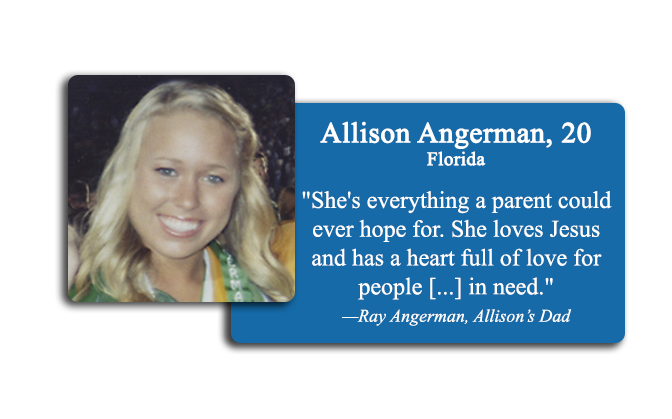 Allison Angerman, 20
Florida
"She's everything a parent could
ever hope for. She loves Jesus
and has a heart full of love for
people [...] in need."
—Ray Angerman, Allison’s Dad